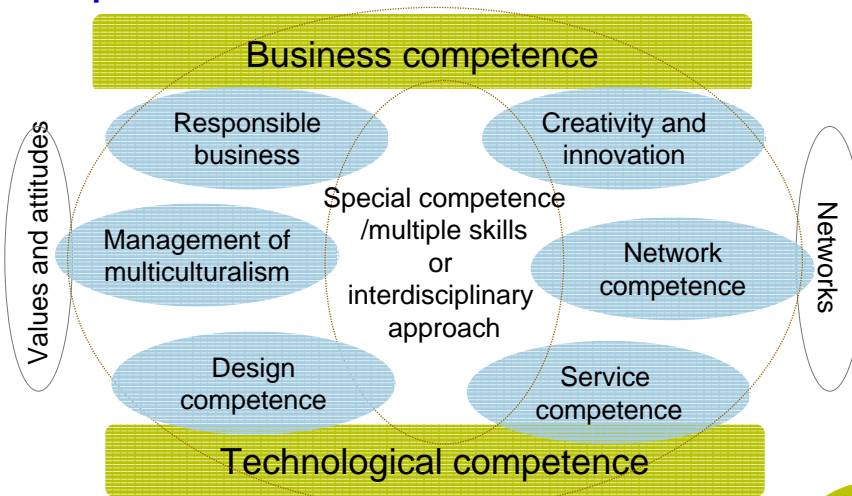 Business competence
Responsible
business
Creativity and
innovation
Values and attitudes
Special competence
/multiple skills
or
interdisciplinary
approach
Management of
multiculturalism
Network
competence
Networks
Design
competence
Service
competence
Technological competence